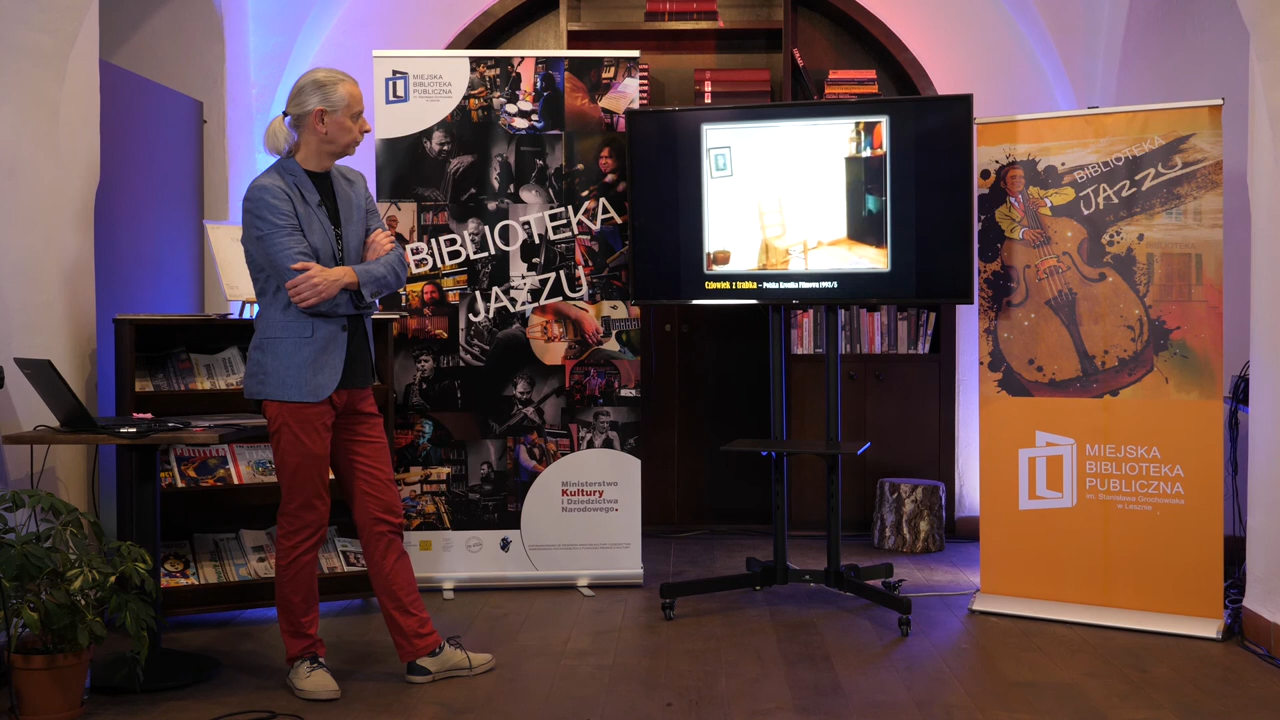 MIEJSKA
BIBLIOTEKA
PUBLICZNA
BIBLIOTEKA
JAZZU
Ministerstwo
Kultury
i Dziedzictwa
Narodowego.
Człowiek z trąbką – Polska Kronika Filmowa 1993/5
BIBLIOTEKA
JAZZU
MIEJSKA
BIBLIOTEKA
PUBLICZNA
im. Stanisława Grochowiaka
w Lesznie
POLITYKA